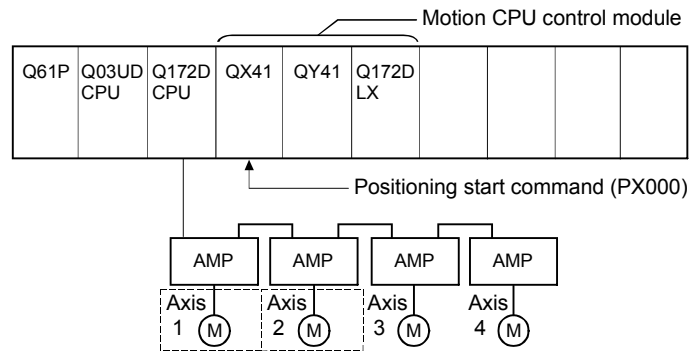 Motion CPU control module
Q61P Q03UD CPU Q172D CPU QX41 QY41 Q172D LX
Positioning start command (PX000)
AMP AMP AMP AMP
Axis 1 M Axis 2 M Axis 3 M Axis 4 M